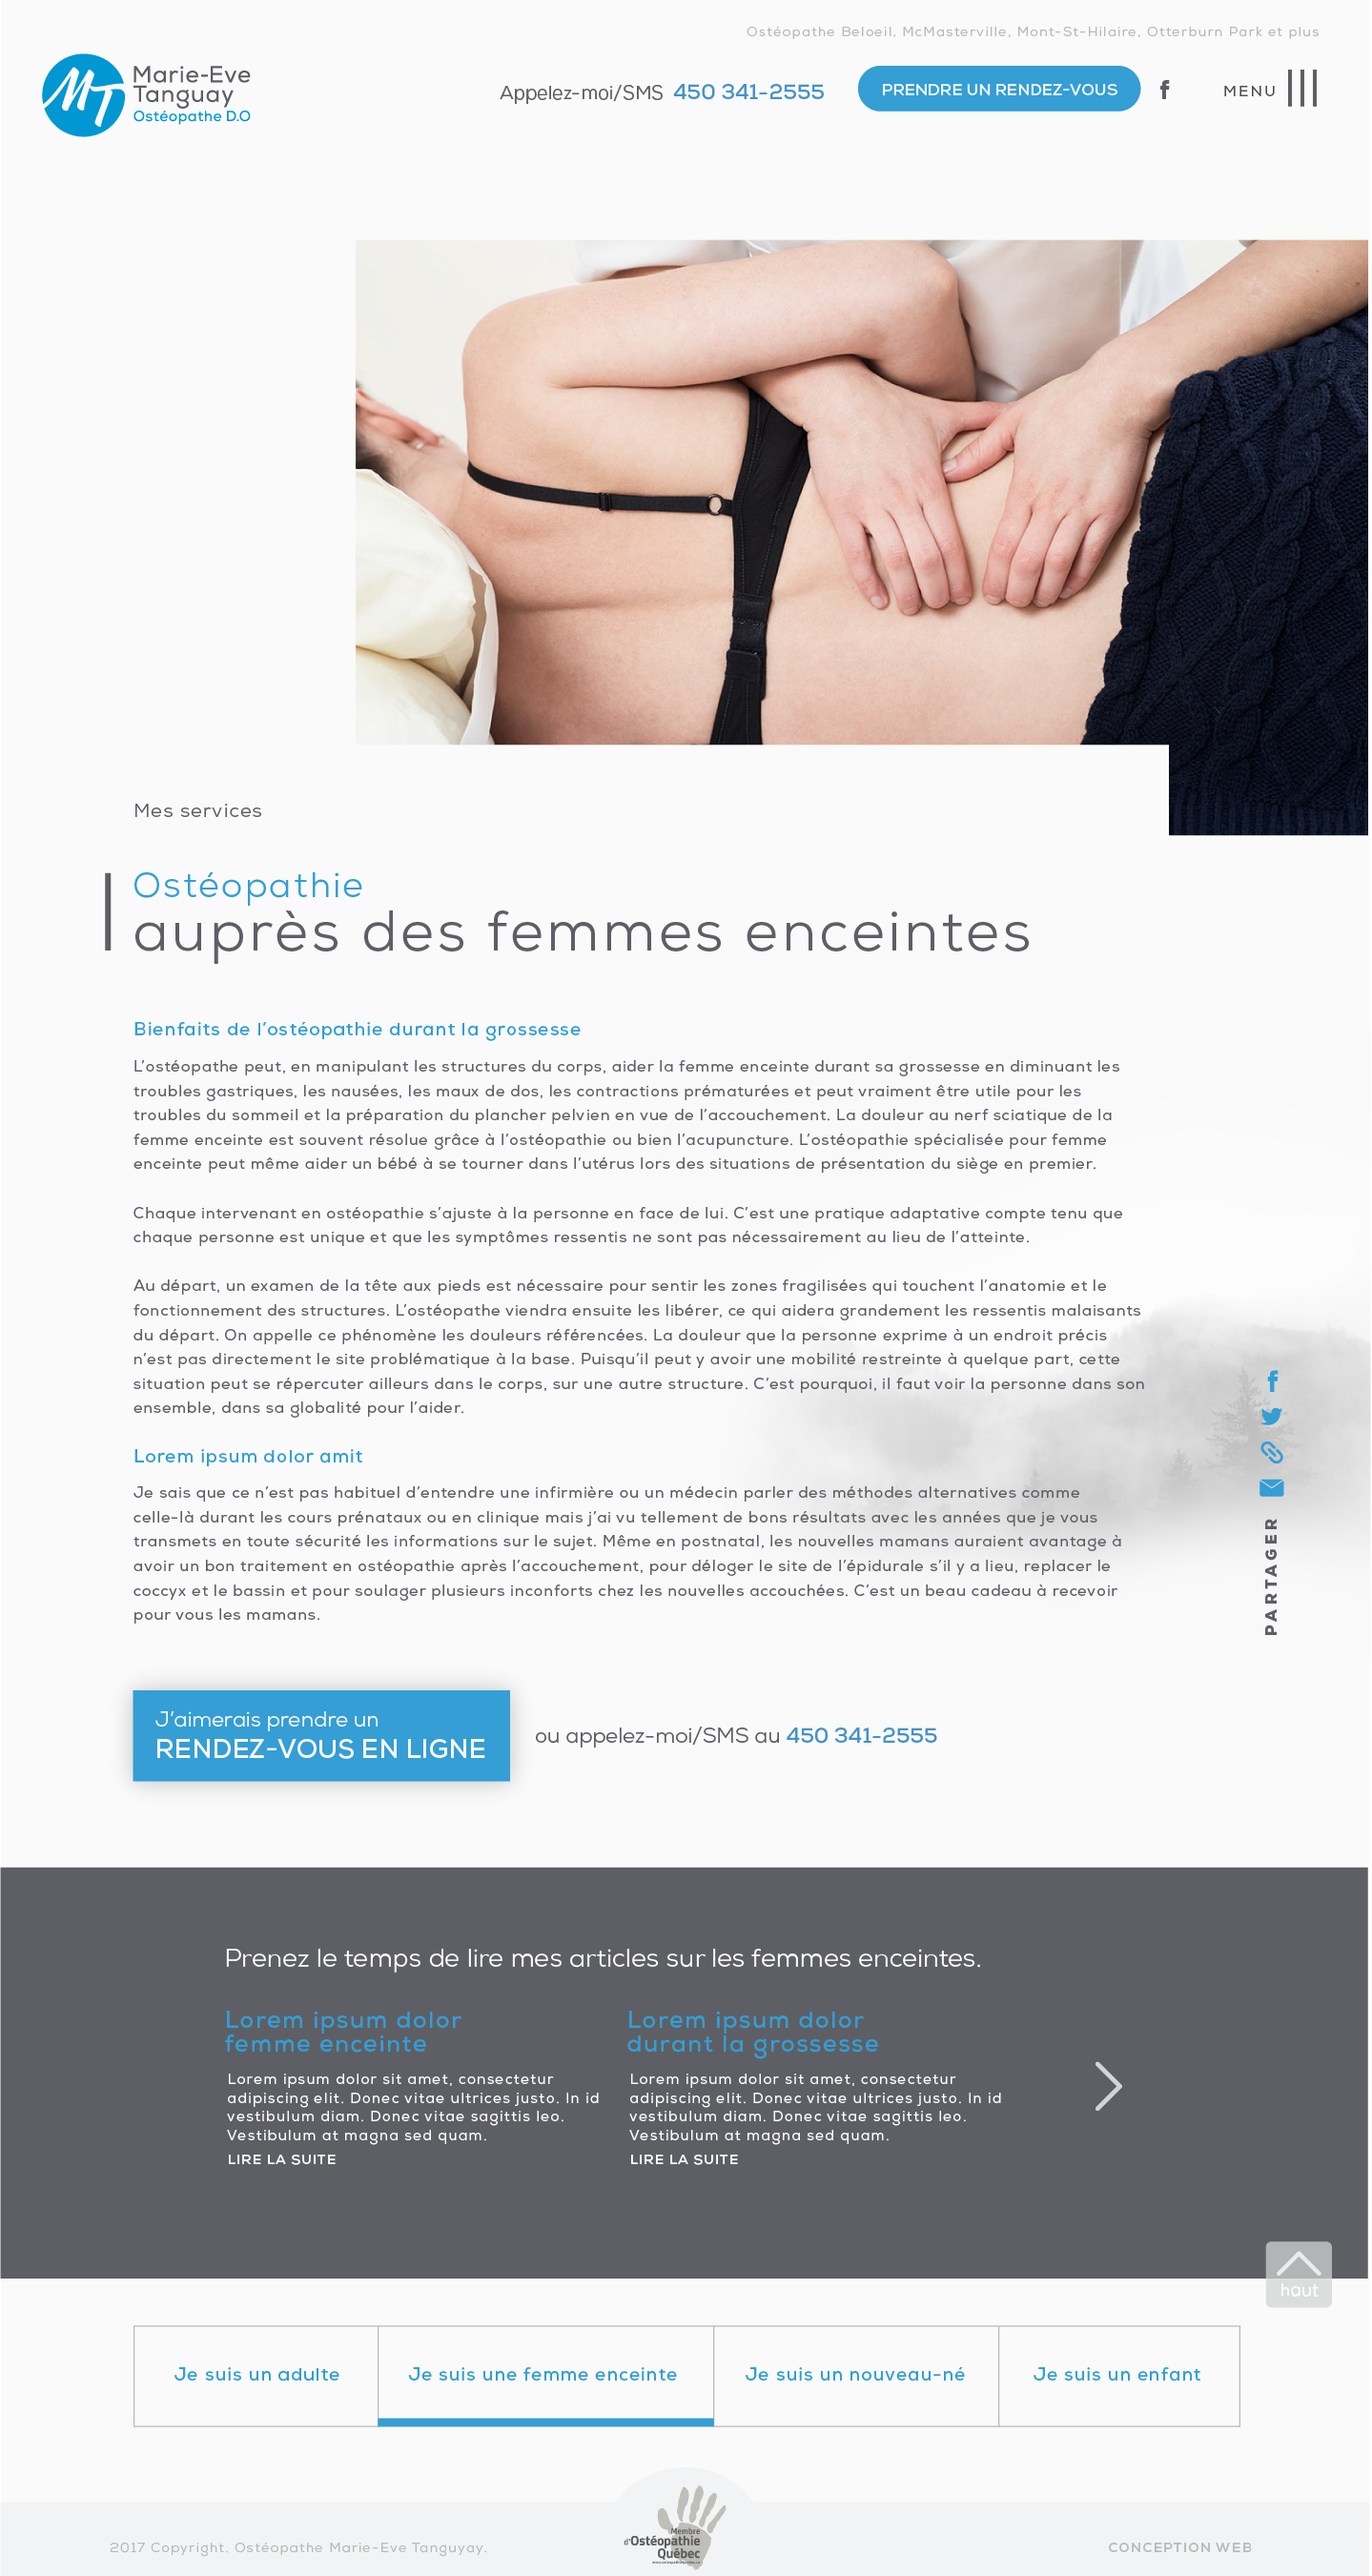 Ostéopathe Beloeil, McMasterville, Mont-St-Hilaire, Otterburn Park et plus
MT
Marie-Eve
Tanguay
Ostéopathe D.O
Appelez-moi/SMS 450 341-2555
PRENDRE UN RENDEZ-VOUS
f
MENU
Mes services
Ostéopathie
auprès des femmes enceintes
Bienfaits de l'ostéopathie durant la grossesse
L'ostéopathe peut, en manipulant les structures du corps, aider la femme enceinte durant sa grossesse en diminuant les
troubles gastriques, les nausées, les maux de dos, les contractions prématurées et peut vraiment être utile pour les
troubles du sommeil et la préparation du plancher pelvien en vue de l'accouchement. La douleur au nerf sciatique de la
femme enceinte est souvent résolue grâce à l'ostéopathie ou bien l'acupuncture. L'ostéopathie spécialisée pour femme
enceinte peut même aider un bébé à se tourner dans l'utérus lors des situations de présentation du siège en premier.
Chaque intervenant en ostéopathie s'ajuste à la personne en face de lui. C'est une pratique adaptative compte tenu que
chaque personne est unique et que les symptômes ressentis ne sont pas nécessairement au lieu de l'atteinte.
Au départ, un examen de la tête aux pieds est nécessaire pour sentir les zones fragilisées qui touchent l'anatomie et le
fonctionnement des structures. L'ostéopathe viendra ensuite les libérer, ce qui aidera grandement les ressentis malaisants
du départ. On appelle ce phénomène les douleurs référencées. La douleur que la personne exprime à un endroit précis
n'est pas directement le site problématique à la base. Puisqu'il peut y avoir une mobilité restreinte à quelque part, cette
situation peut se répercuter ailleurs dans le corps, sur une autre structure. C'est pourquoi, il faut voir la personne dans son
ensemble, dans sa globalité pour l'aider.
Lorem ipsum dolor amit
Je sais que ce n'est pas habituel d'entendre une infirmière ou un médecin parler des méthodes alternatives comme
celle-là durant les cours prénataux ou en clinique mais j'ai vu tellement de bons résultats avec les années que je vous
transmets en toute sécurité les informations sur le sujet. Même en postnatal, les nouvelles mamans auraient avantage à
avoir un bon traitement en ostéopathie après l'accouchement, pour déloger le site de l'épidurale s'il y a lieu, replacer le
coccyx et le bassin et pour soulager plusieurs inconforts chez les nouvelles accouchées. C'est un beau cadeau à recevoir
pour vous les mamans.
f
PARTAGER
J'aimerais prendre un
RENDEZ-VOUS EN LIGNE
ou appelez-moi/SMS au 450 341-2555
Prenez le temps de lire mes articles sur les femmes enceintes.
Lorem ipsum dolor
femme enceinte
Lorem ipsum dolor sit amet, consectetur
adipiscing elit. Donec vitae ultrices justo. In id
vestibulum diam. Donec vitae sagittis leo.
Vestibulum at magna sed quam.
LIRE LA SUITE
Lorem ipsum dolor
durant la grossesse
Lorem ipsum dolor sit amet, consectetur
adipiscing elit. Donec vitae ultrices justo. In id
vestibulum diam. Donec vitae sagittis leo.
Vestibulum at magna sed quam.
LIRE LA SUITE
haut
Je suis un adulte
Je suis une femme enceinte
Je suis un nouveau-né
Je suis un enfant
2017 Copyright. Ostéopathe Marie-Eve Tanguyay.
Membre
d'Ostéopathie
Québec
CONCEPTION WEB